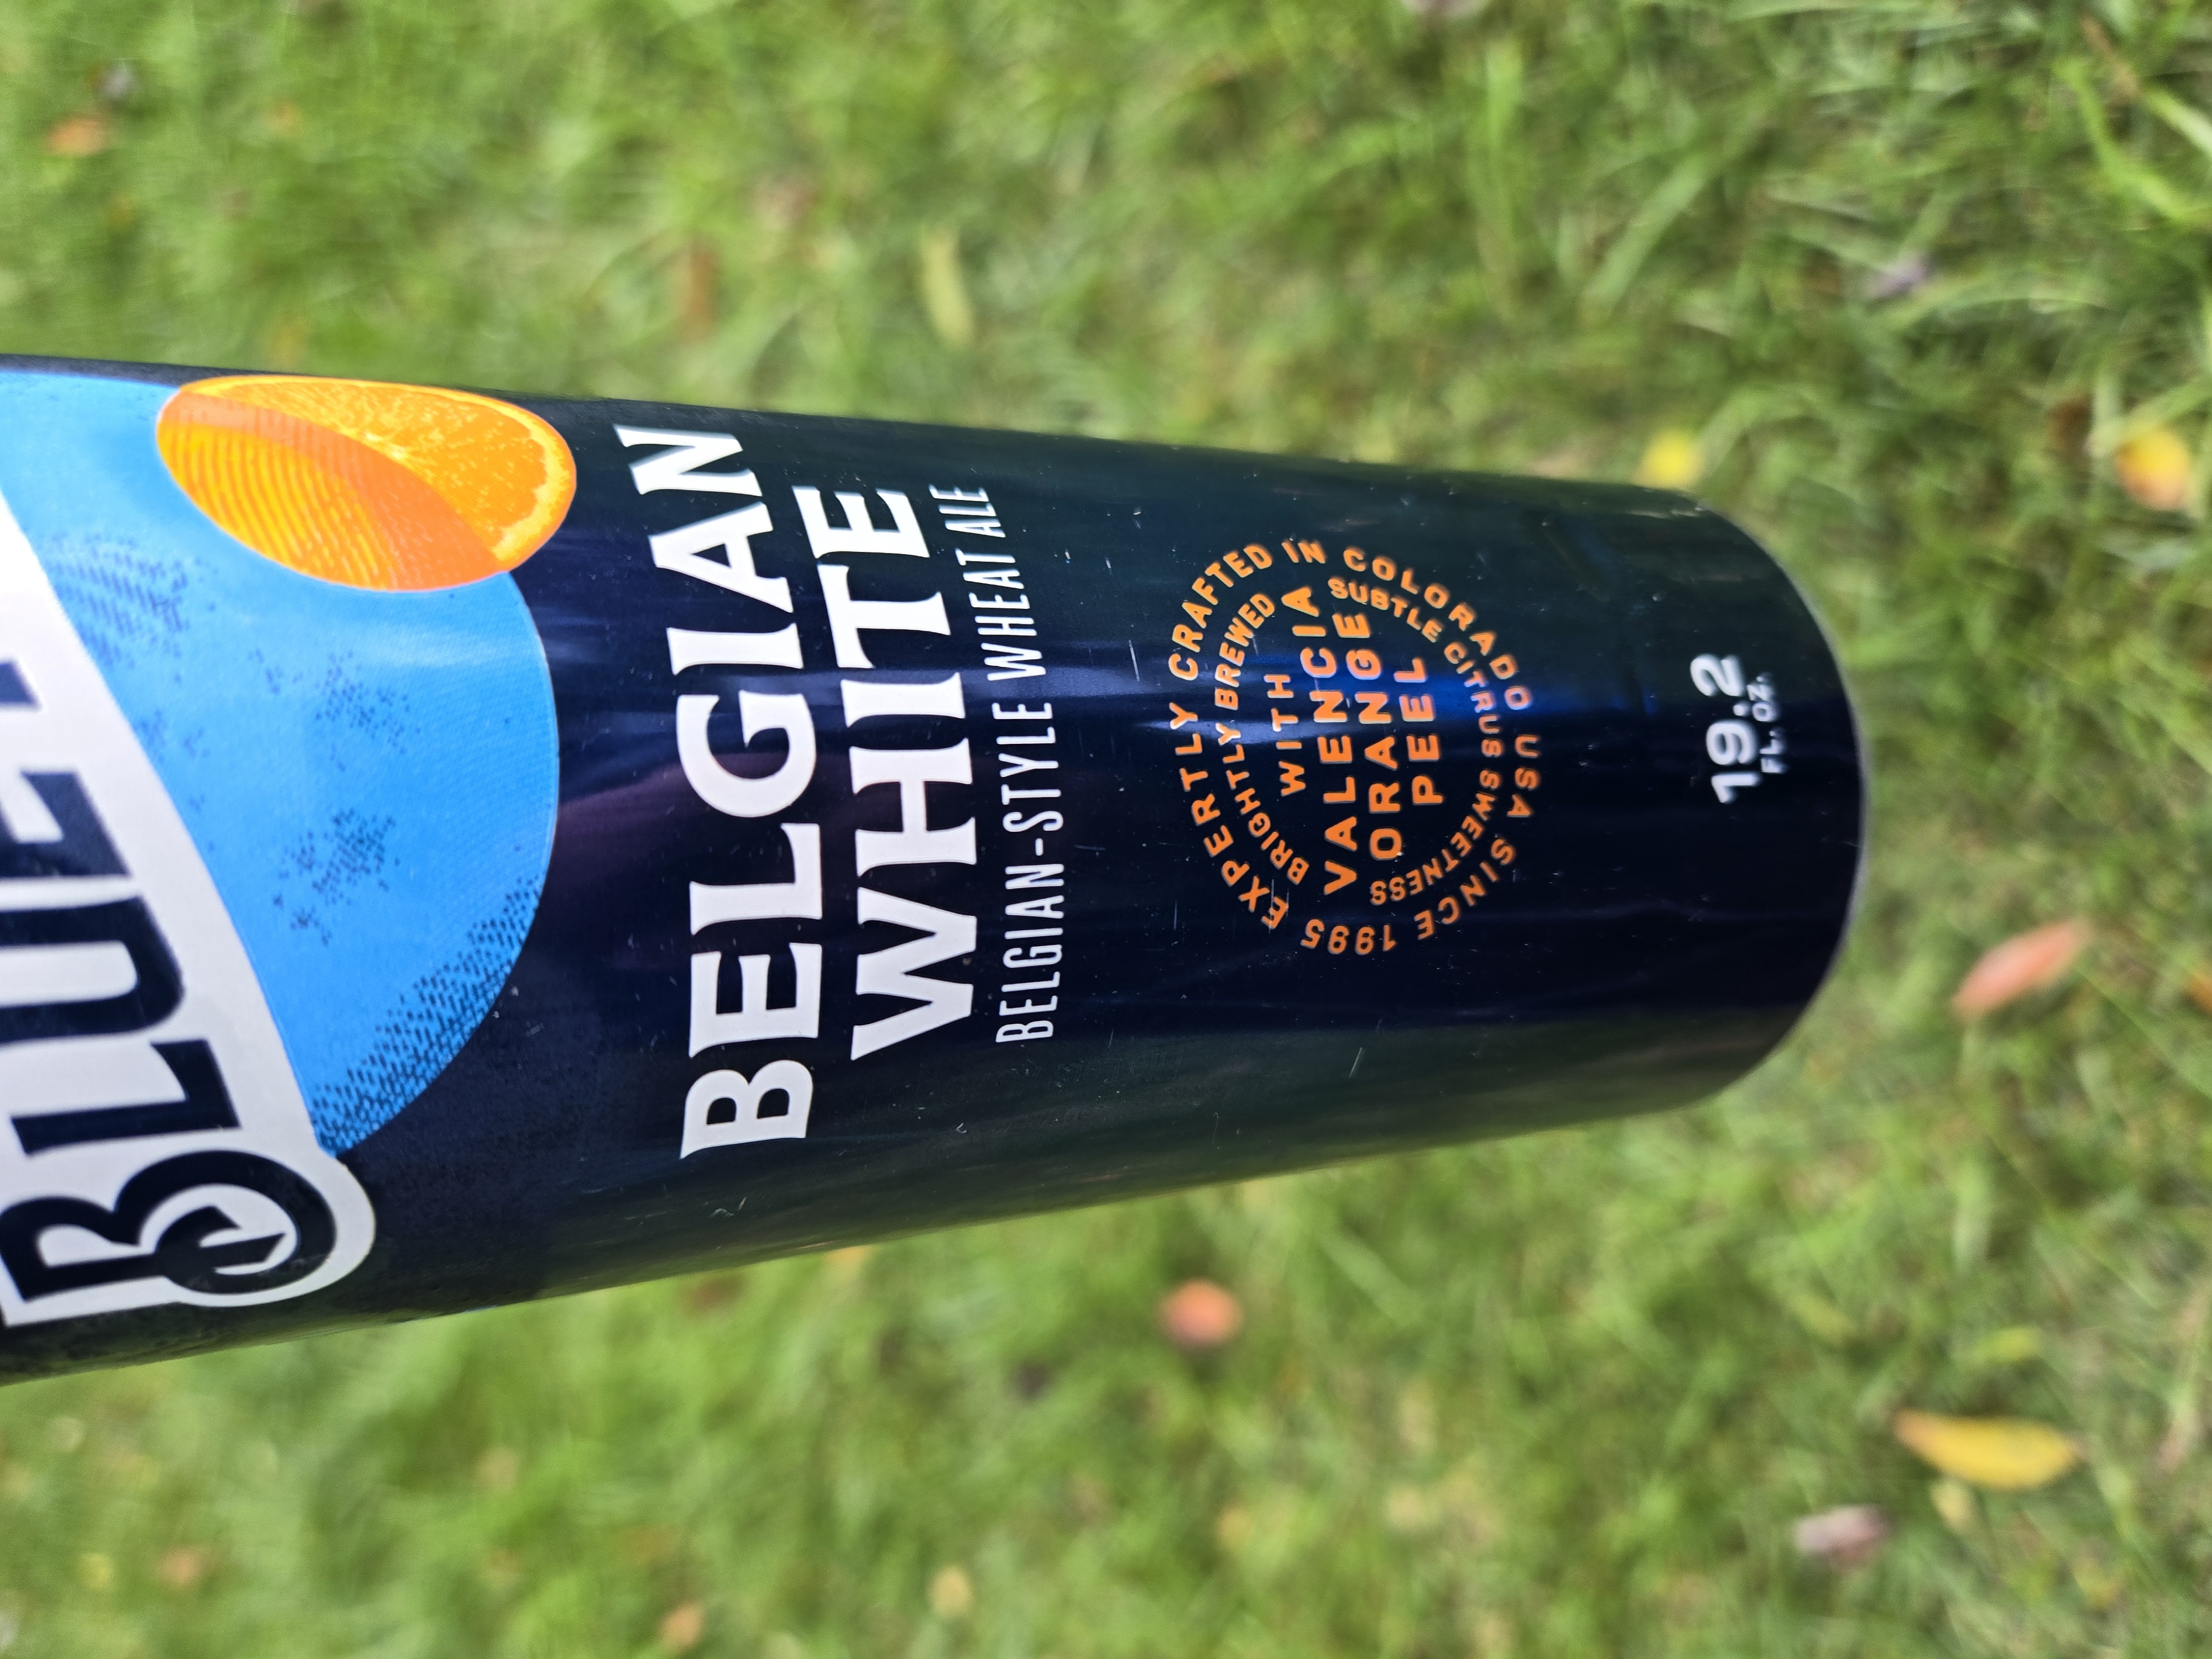 BLUE
BELGIAN
WHITE
BELGIAN-STYLE WHEAT ALE
EXPERTLY CRAFTED IN COLORADO USA SINCE 1995
BRIGHTLY BREWED
WITH
VALENCIA
ORANGE
PEEL
SUBTLE CITRUS SWEETNESS
19.2
FL. OZ.